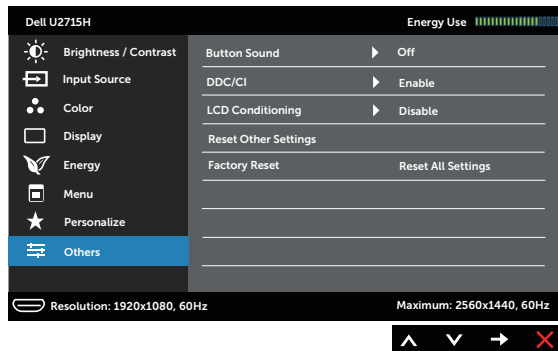 Dell U2715H Energy Use
Brightness / Contrast Button Sound Off
Input Source DDC/CI Enable
Color LCD Conditioning Disable
Display Reset Other Settings
Energy Factory Reset Reset All Settings
Menu
Personalize
Others
Resolution: 1920x1080, 60Hz Maximum: 2560x1440, 60Hz